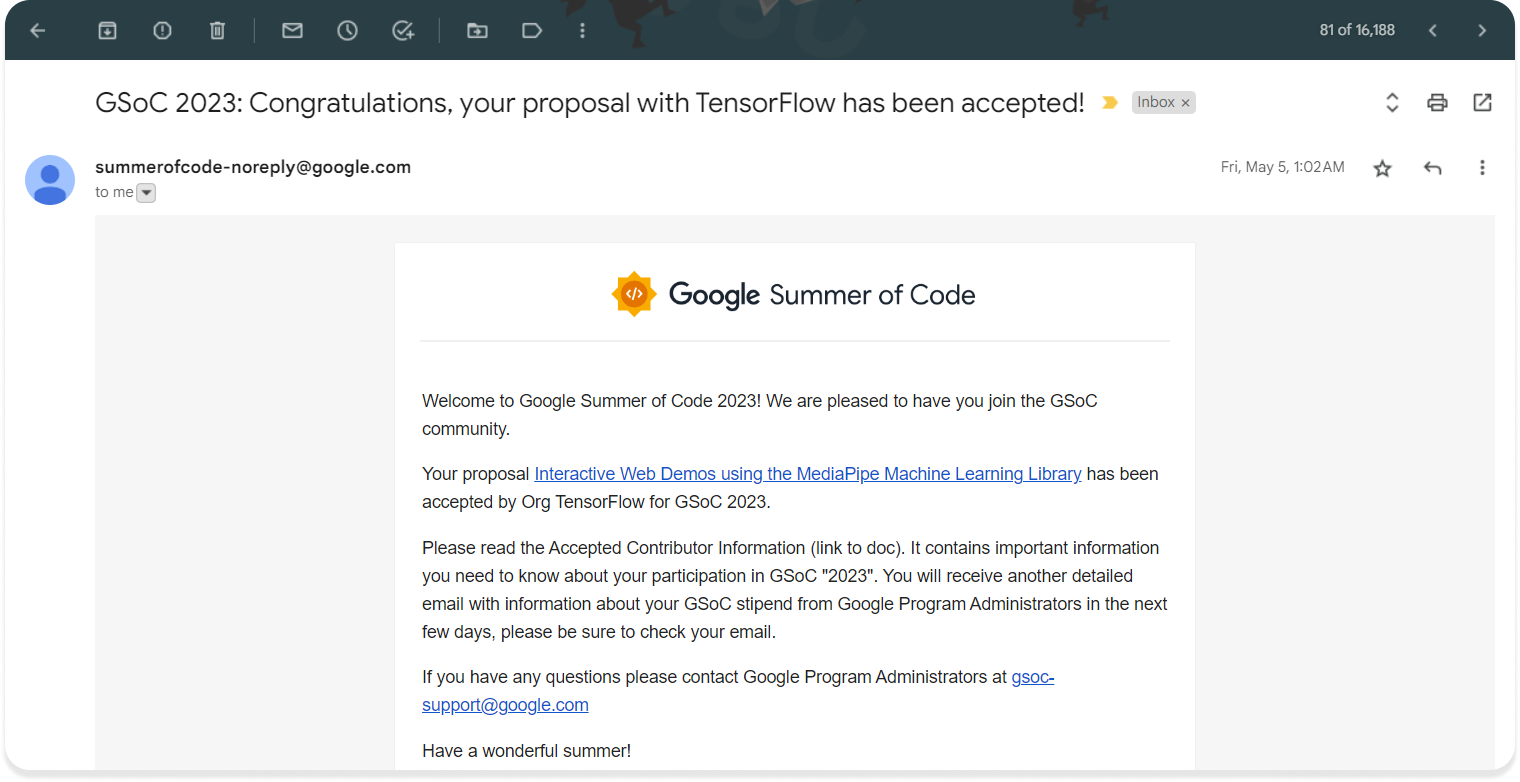 81 of 16,188
GSoC 2023: Congratulations, your proposal with TensorFlow has been accepted!
Inbox ×
summerofcode-noreply@google.com
Fri, May 5, 1:02 AM
to me
Google Summer of Code
Welcome to Google Summer of Code 2023! We are pleased to have you join the GSoC
community.
Your proposal Interactive Web Demos using the MediaPipe Machine Learning Library has been
accepted by Org TensorFlow for GSoC 2023.
Please read the Accepted Contributor Information (link to doc). It contains important information
you need to know about your participation in GSoC "2023". You will receive another detailed
email with information about your GSoC stipend from Google Program Administrators in the next
few days, please be sure to check your email.
If you have any questions please contact Google Program Administrators at gsoc-
support@google.com
Have a wonderful summer!